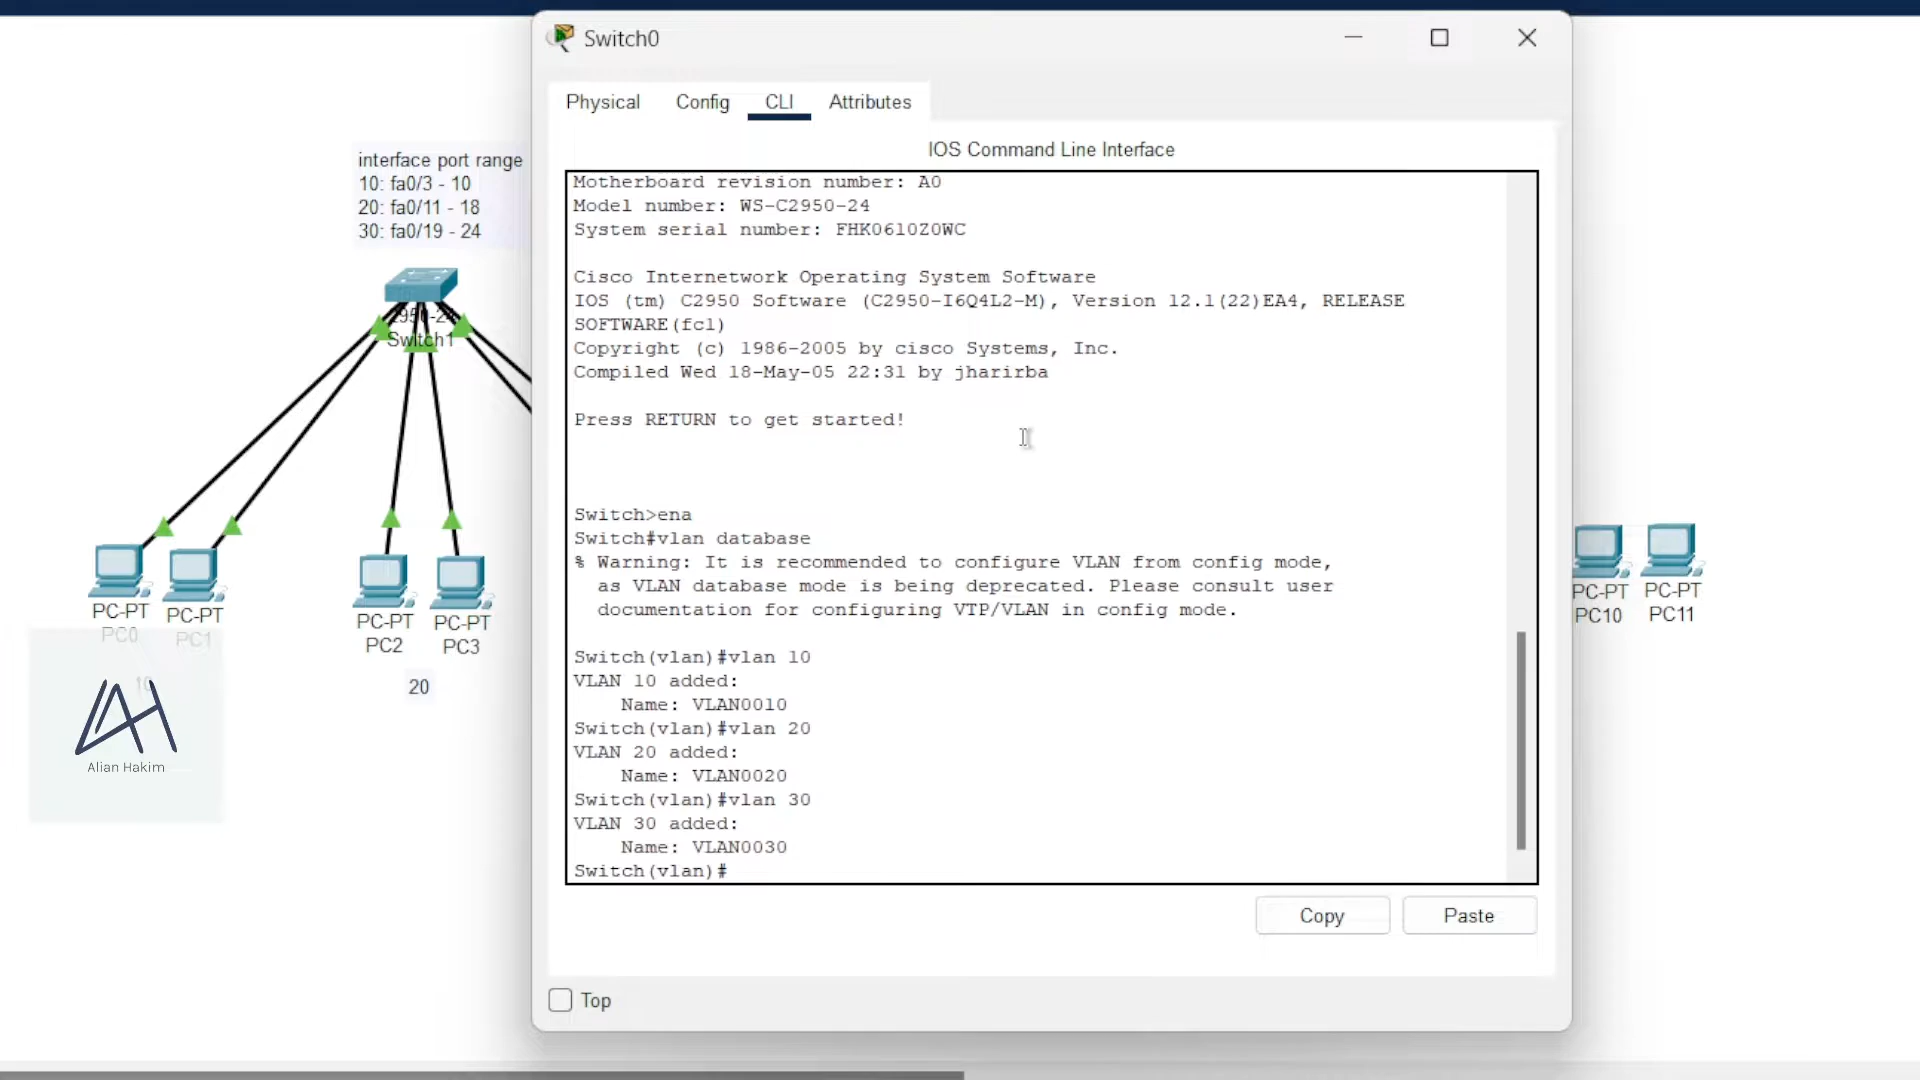 Switch0
Physical Config CLI Attributes
IOS Command Line Interface
Motherboard revision number: A0
Model number: WS-C2950-24
System serial number: FHK0610Z0WC
Cisco Internetwork Operating System Software
IOS (tm) C2950 Software (C2950-I6Q4L2-M), Version 12.1(22)EA4, RELEASE
SOFTWARE(fc1)
Copyright (c) 1986-2005 by cisco Systems, Inc.
Compiled Wed 18-May-05 22:31 by jharirba
Press RETURN to get started!
Switch>ena
Switch#vlan database
% Warning: It is recommended to configure VLAN from config mode,
as VLAN database mode is being deprecated. Please consult user
documentation for configuring VTP/VLAN in config mode.
Switch(vlan)#vlan 10
VLAN 10 added:
Name: VLAN0010
Switch(vlan)#vlan 20
VLAN 20 added:
Name: VLAN0020
Switch(vlan)#vlan 30
VLAN 30 added:
Name: VLAN0030
Switch(vlan)#
Copy Paste
Top
interface port range
10: fa0/3 - 10
20: fa0/11 - 18
30: fa0/19 - 24
2950-24
Switch1
PC-PT
PC0
PC-PT
PC1
PC-PT
PC2
PC-PT
PC3
10
20
PC-PT
PC10
PC-PT
PC11
Alian Hakim